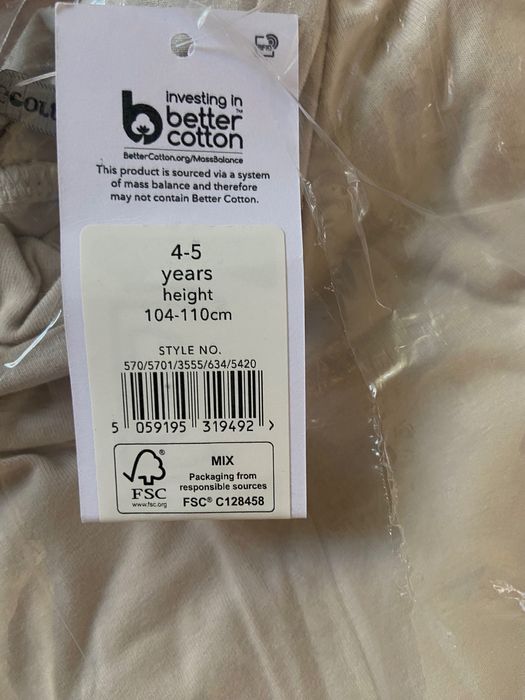 investing in
better™
cotton
BetterCotton.org/MassBalance
This product is sourced via a system
of mass balance and therefore
may not contain Better Cotton.
4-5
years
height
104-110cm
STYLE NO.
570/5701/3555/634/5420
5 059195 319492 >
FSC®
www.fsc.org
MIX
Packaging from
responsible sources
FSC® C128458